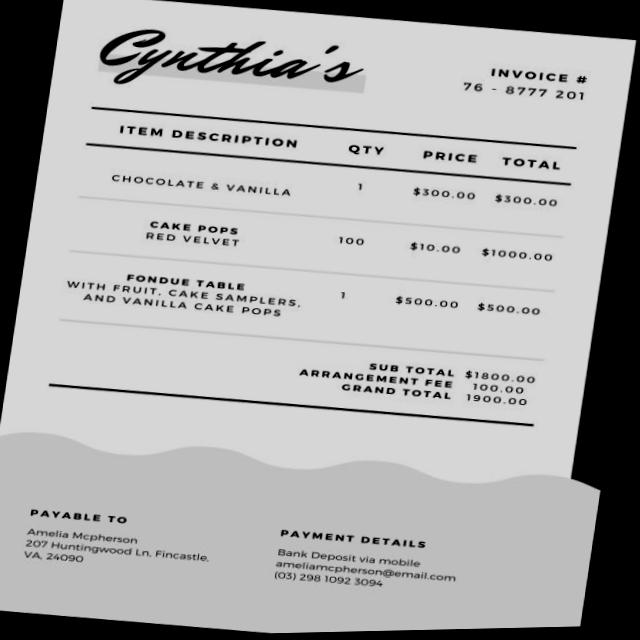 Cynthia's
INVOICE #
76 - 8777 201
ITEM DESCRIPTION QTY PRICE TOTAL
CHOCOLATE & VANILLA 1 $300.00 $300.00
CAKE POPS
RED VELVET 100 $10.00 $1000.00
FONDUE TABLE
WITH FRUIT, CAKE SAMPLERS,
AND VANILLA CAKE POPS 1 $500.00 $500.00
SUB TOTAL $1800.00
ARRANGEMENT FEE 100.00
GRAND TOTAL 1900.00
PAYABLE TO
Amelia Mcpherson
207 Huntingwood Ln. Fincastle,
VA, 24090
PAYMENT DETAILS
Bank Deposit via mobile
ameliamcpherson@email.com
(03) 298 1092 3094